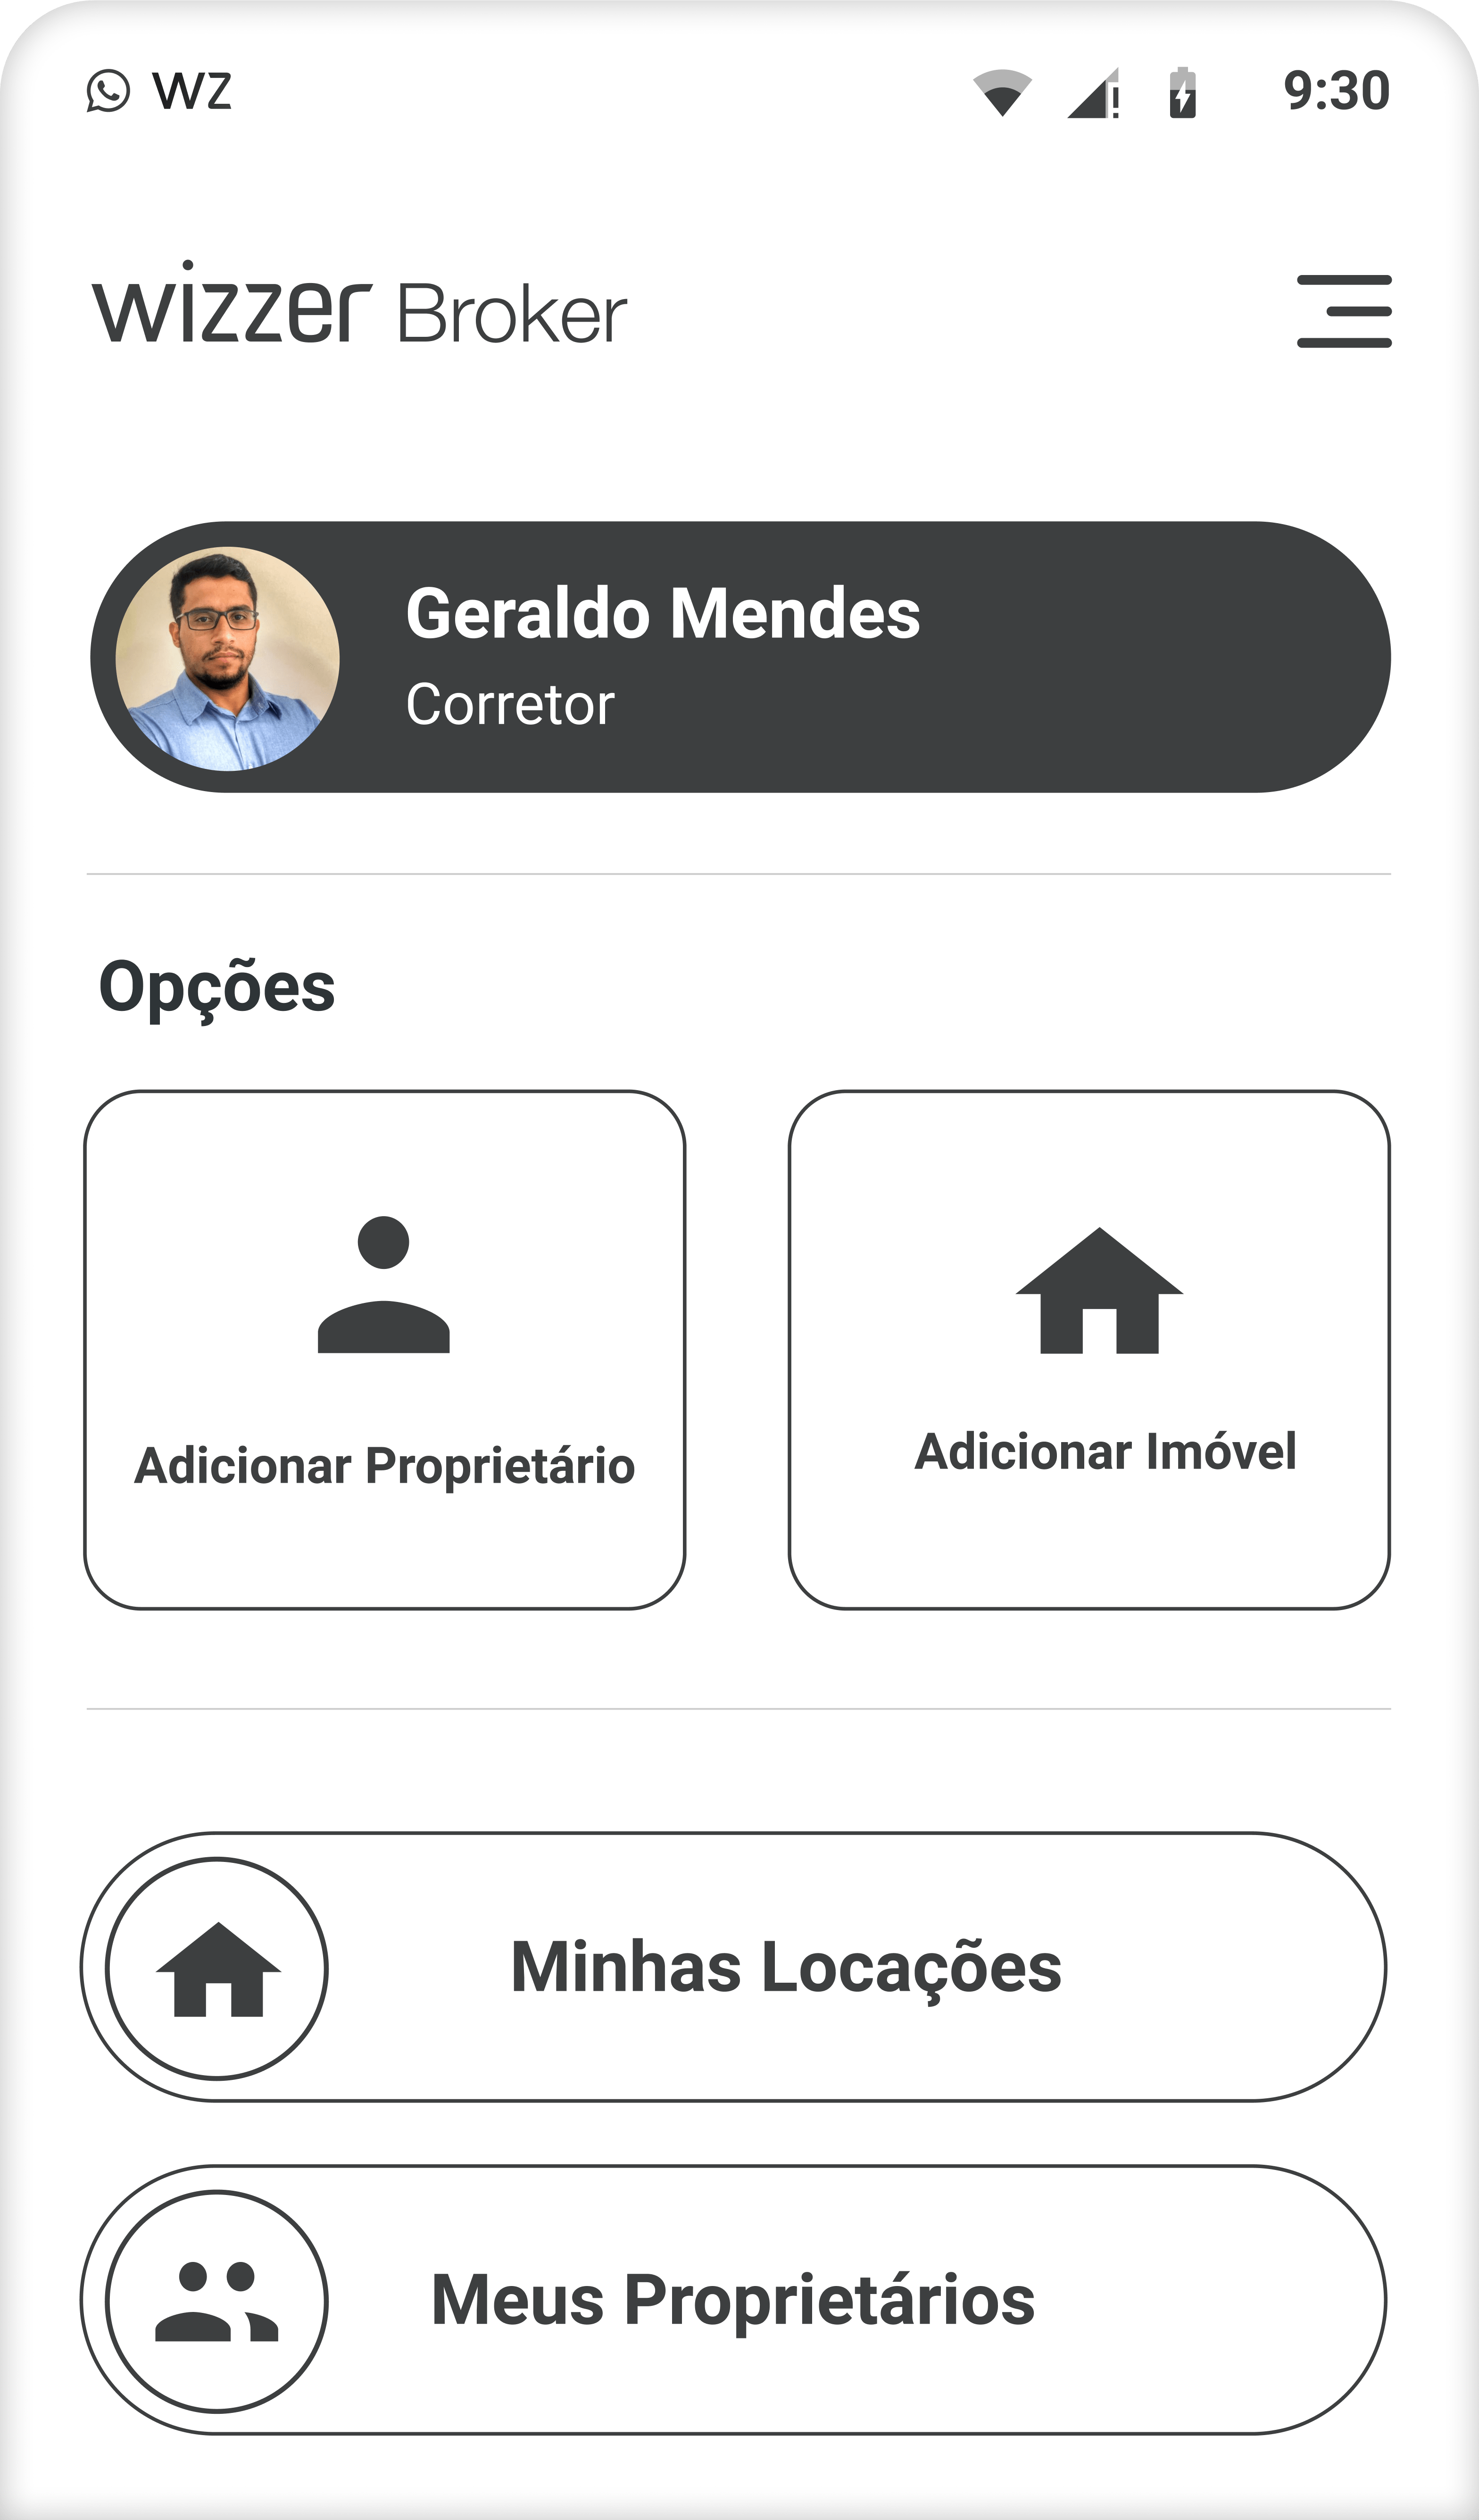 WZ
9:30
wizzer Broker
Geraldo Mendes
Corretor
Opções
Adicionar Proprietário
Adicionar Imóvel
Minhas Locações
Meus Proprietários